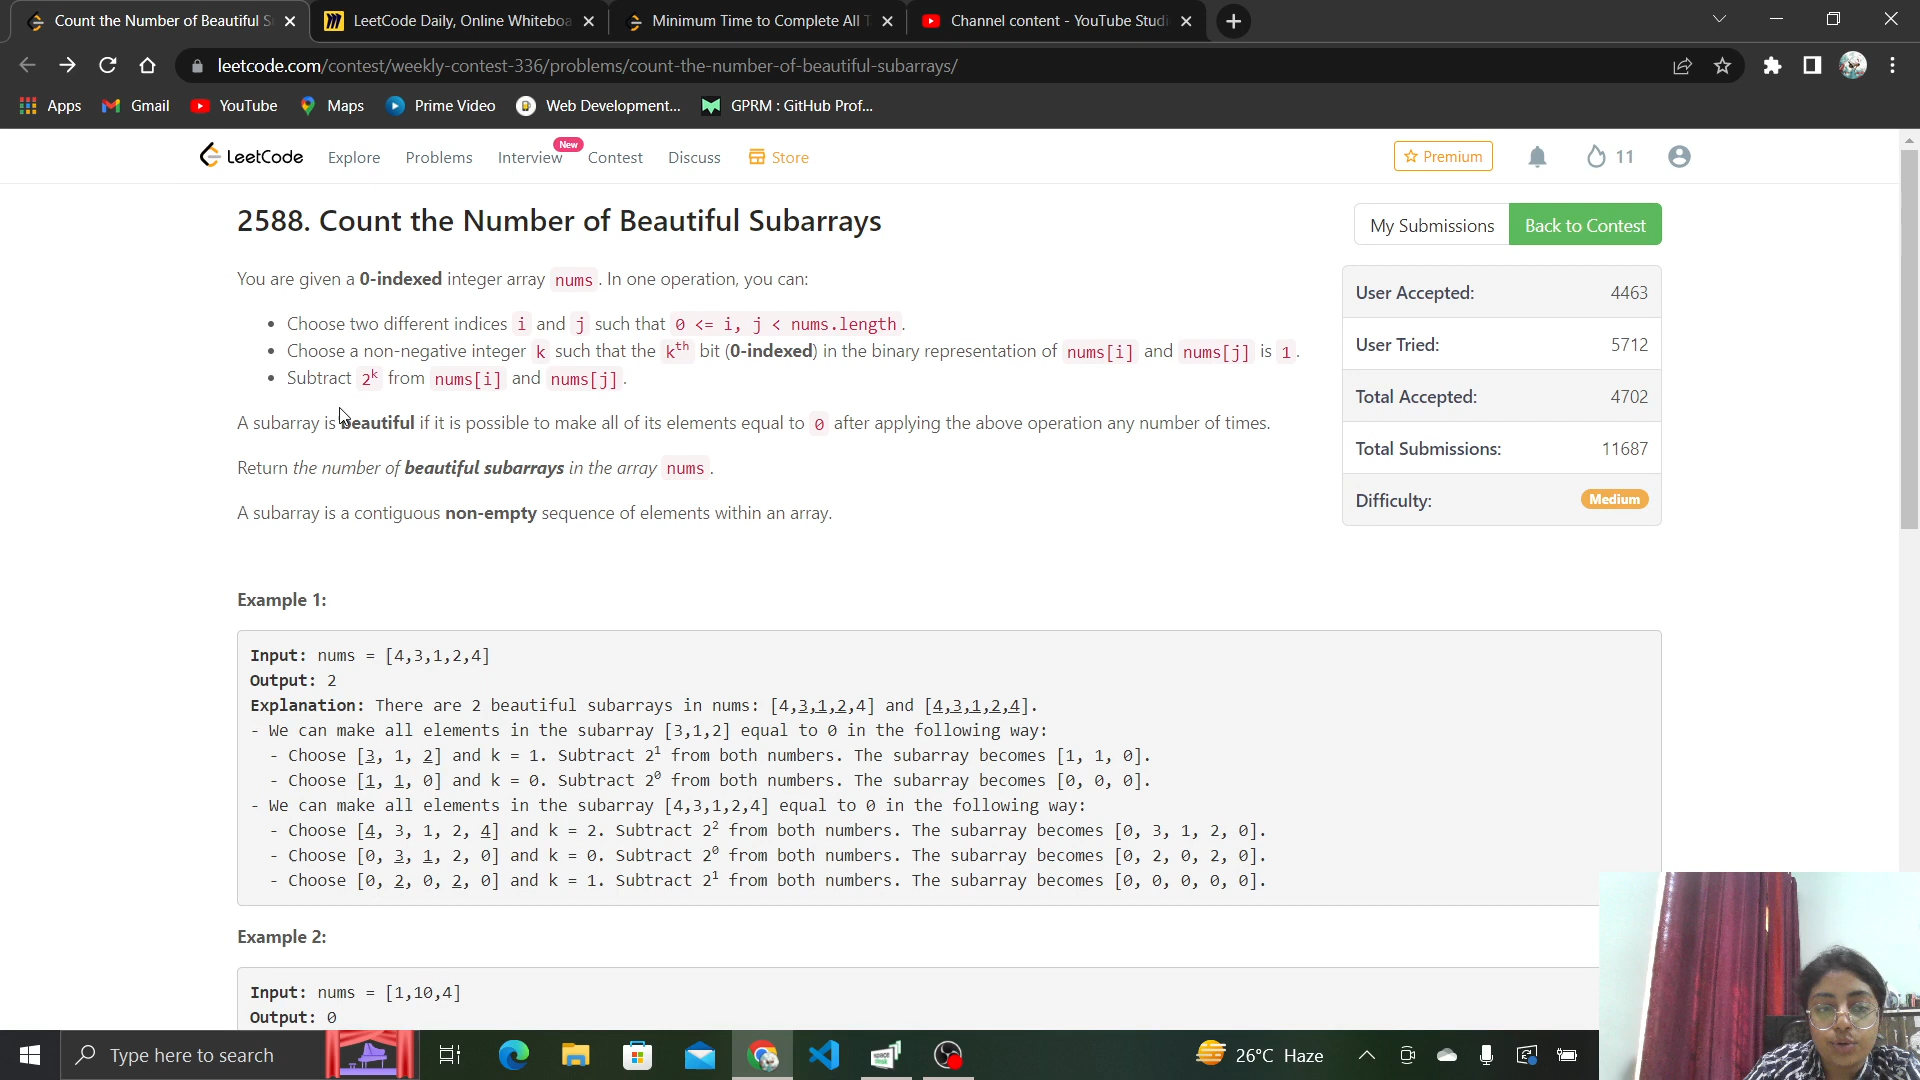 Count the Number of Beautiful S
LeetCode Daily, Online Whiteboa
Minimum Time to Complete All T
Channel content - YouTube Studi
leetcode.com/contest/weekly-contest-336/problems/count-the-number-of-beautiful-subarrays/
Apps Gmail YouTube Maps Prime Video Web Development... GPRM : GitHub Prof...
LeetCode Explore Problems Interview New Contest Discuss Store Premium 11
2588. Count the Number of Beautiful Subarrays
My Submissions Back to Contest
You are given a 0-indexed integer array nums. In one operation, you can:
• Choose two different indices i and j such that 0 <= i, j < nums.length.
• Choose a non-negative integer k such that the kth bit (0-indexed) in the binary representation of nums[i] and nums[j] is 1.
• Subtract 2^k from nums[i] and nums[j].
A subarray is beautiful if it is possible to make all of its elements equal to 0 after applying the above operation any number of times.
Return the number of beautiful subarrays in the array nums.
A subarray is a contiguous non-empty sequence of elements within an array.
User Accepted: 4463
User Tried: 5712
Total Accepted: 4702
Total Submissions: 11687
Difficulty: Medium
Example 1:
Input: nums = [4,3,1,2,4]
Output: 2
Explanation: There are 2 beautiful subarrays in nums: [4,3,1,2,4] and [4,3,1,2,4].
- We can make all elements in the subarray [3,1,2] equal to 0 in the following way:
- Choose [3, 1, 2] and k = 1. Subtract 2^1 from both numbers. The subarray becomes [1, 1, 0].
- Choose [1, 1, 0] and k = 0. Subtract 2^0 from both numbers. The subarray becomes [0, 0, 0].
- We can make all elements in the subarray [4,3,1,2,4] equal to 0 in the following way:
- Choose [4, 3, 1, 2, 4] and k = 2. Subtract 2^2 from both numbers. The subarray becomes [0, 3, 1, 2, 0].
- Choose [0, 3, 1, 2, 0] and k = 0. Subtract 2^0 from both numbers. The subarray becomes [0, 2, 0, 2, 0].
- Choose [0, 2, 0, 2, 0] and k = 1. Subtract 2^1 from both numbers. The subarray becomes [0, 0, 0, 0, 0].
Example 2:
Input: nums = [1,10,4]
Output: 0
Type here to search
26°C Haze